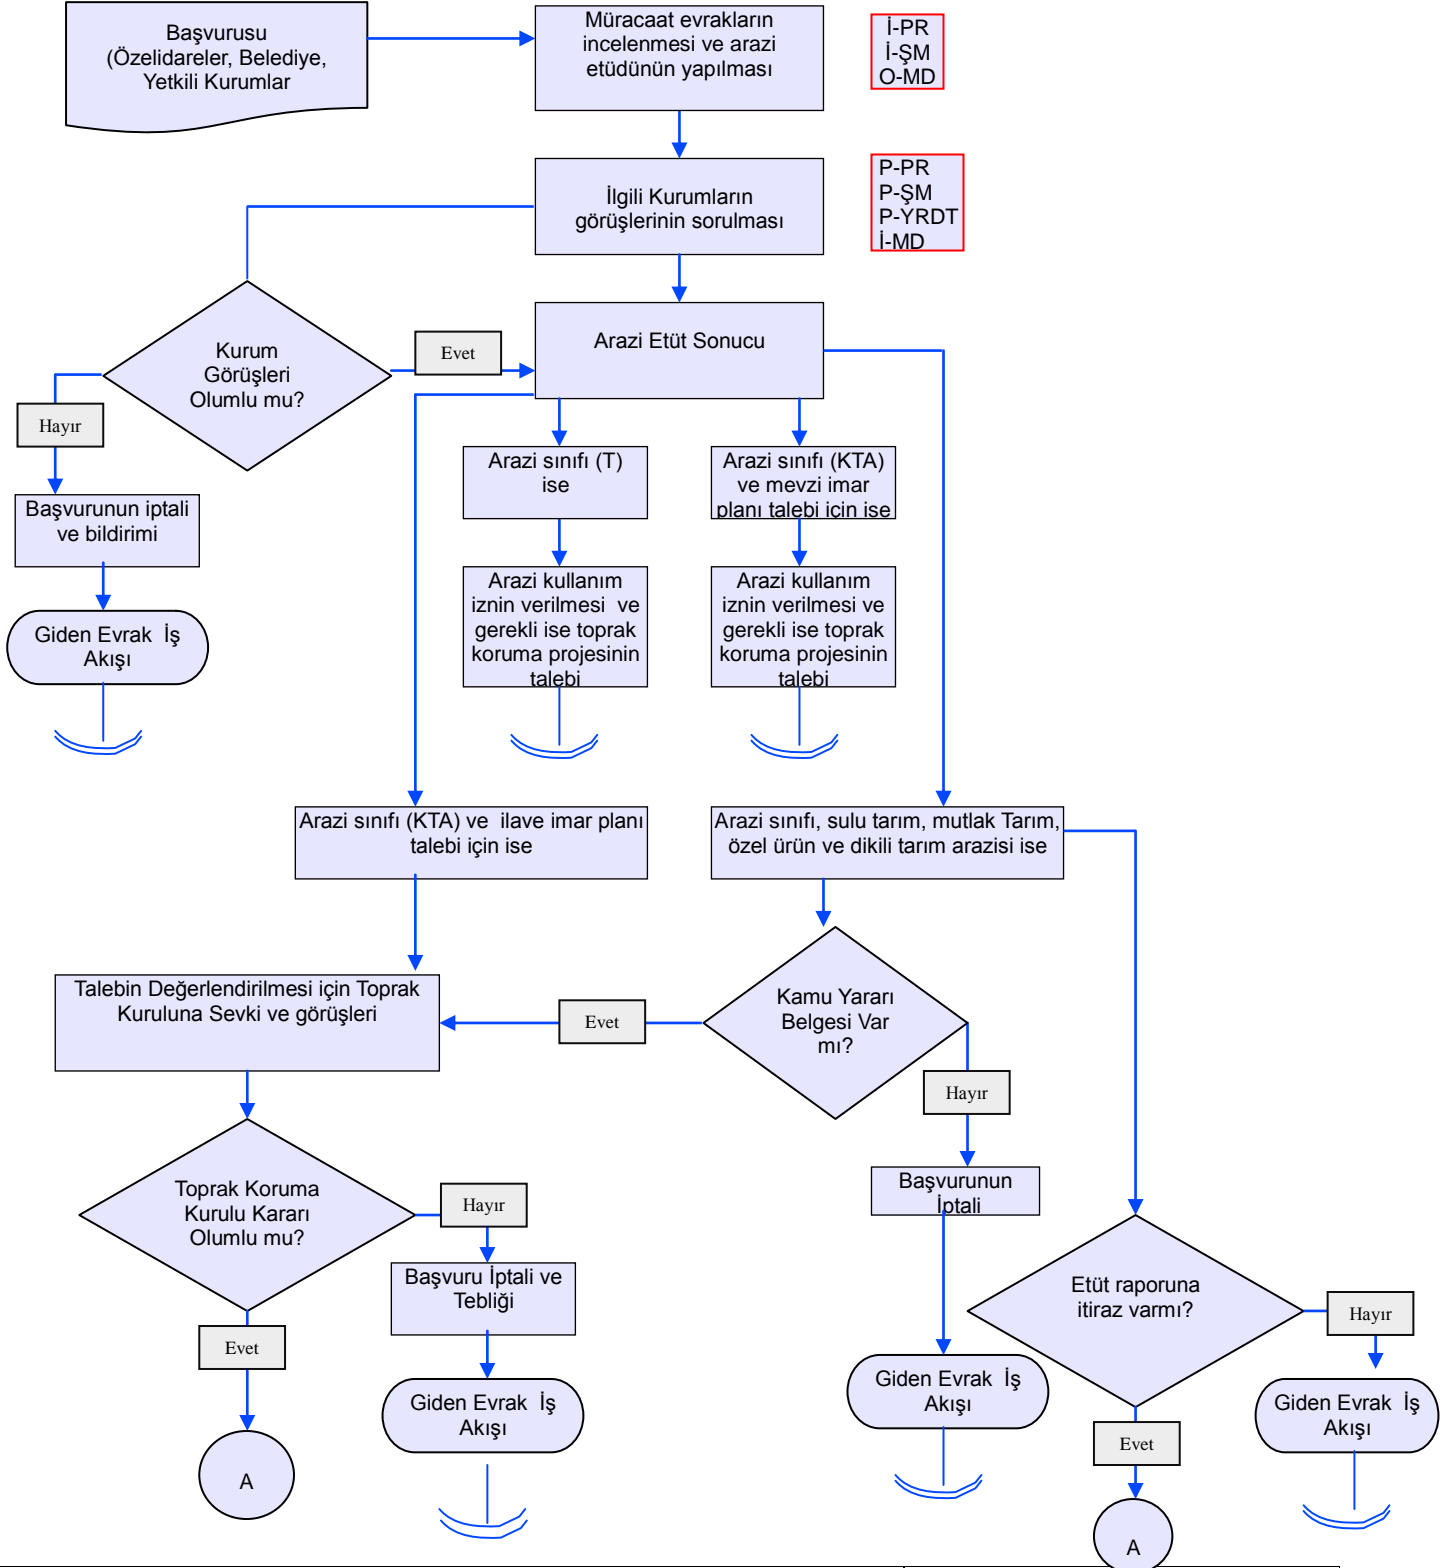 Başvurusu
(Özelidareler, Belediye,
Yetkili Kurumlar
Müracaat evrakların
incelenmesi ve arazi
etüdünün yapılması
İ-PR
İ-ŞM
O-MD
İlgili Kurumların
görüşlerinin sorulması
P-PR
P-ŞM
P-YRDT
İ-MD
Kurum
Görüşleri
Olumlu mu?
Evet
Arazi Etüt Sonucu
Hayır
Başvurunun iptali
ve bildirimi
Giden Evrak İş
Akışı
Arazi sınıfı (T)
ise
Arazi sınıfı (KTA)
ve mevzi imar
planı talebi için ise
Arazi kullanım
iznin verilmesi ve
gerekli ise toprak
koruma projesinin
talebi
Arazi kullanım
iznin verilmesi ve
gerekli ise toprak
koruma projesinin
talebi
Arazi sınıfı (KTA) ve ilave imar planı
talebi için ise
Arazi sınıfı, sulu tarım, mutlak Tarım,
özel ürün ve dikili tarım arazisi ise
Talebin Değerlendirilmesi için Toprak
Kuruluna Sevki ve görüşleri
Evet
Kamu Yararı
Belgesi Var
mı?
Hayır
Başvurunun
İptali
Toprak Koruma
Kurulu Kararı
Olumlu mu?
Hayır
Başvuru İptali ve
Tebliği
Etüt raporuna
itiraz varmı?
Hayır
Evet
Giden Evrak İş
Akışı
Giden Evrak İş
Akışı
Giden Evrak İş
Akışı
Evet
A
A